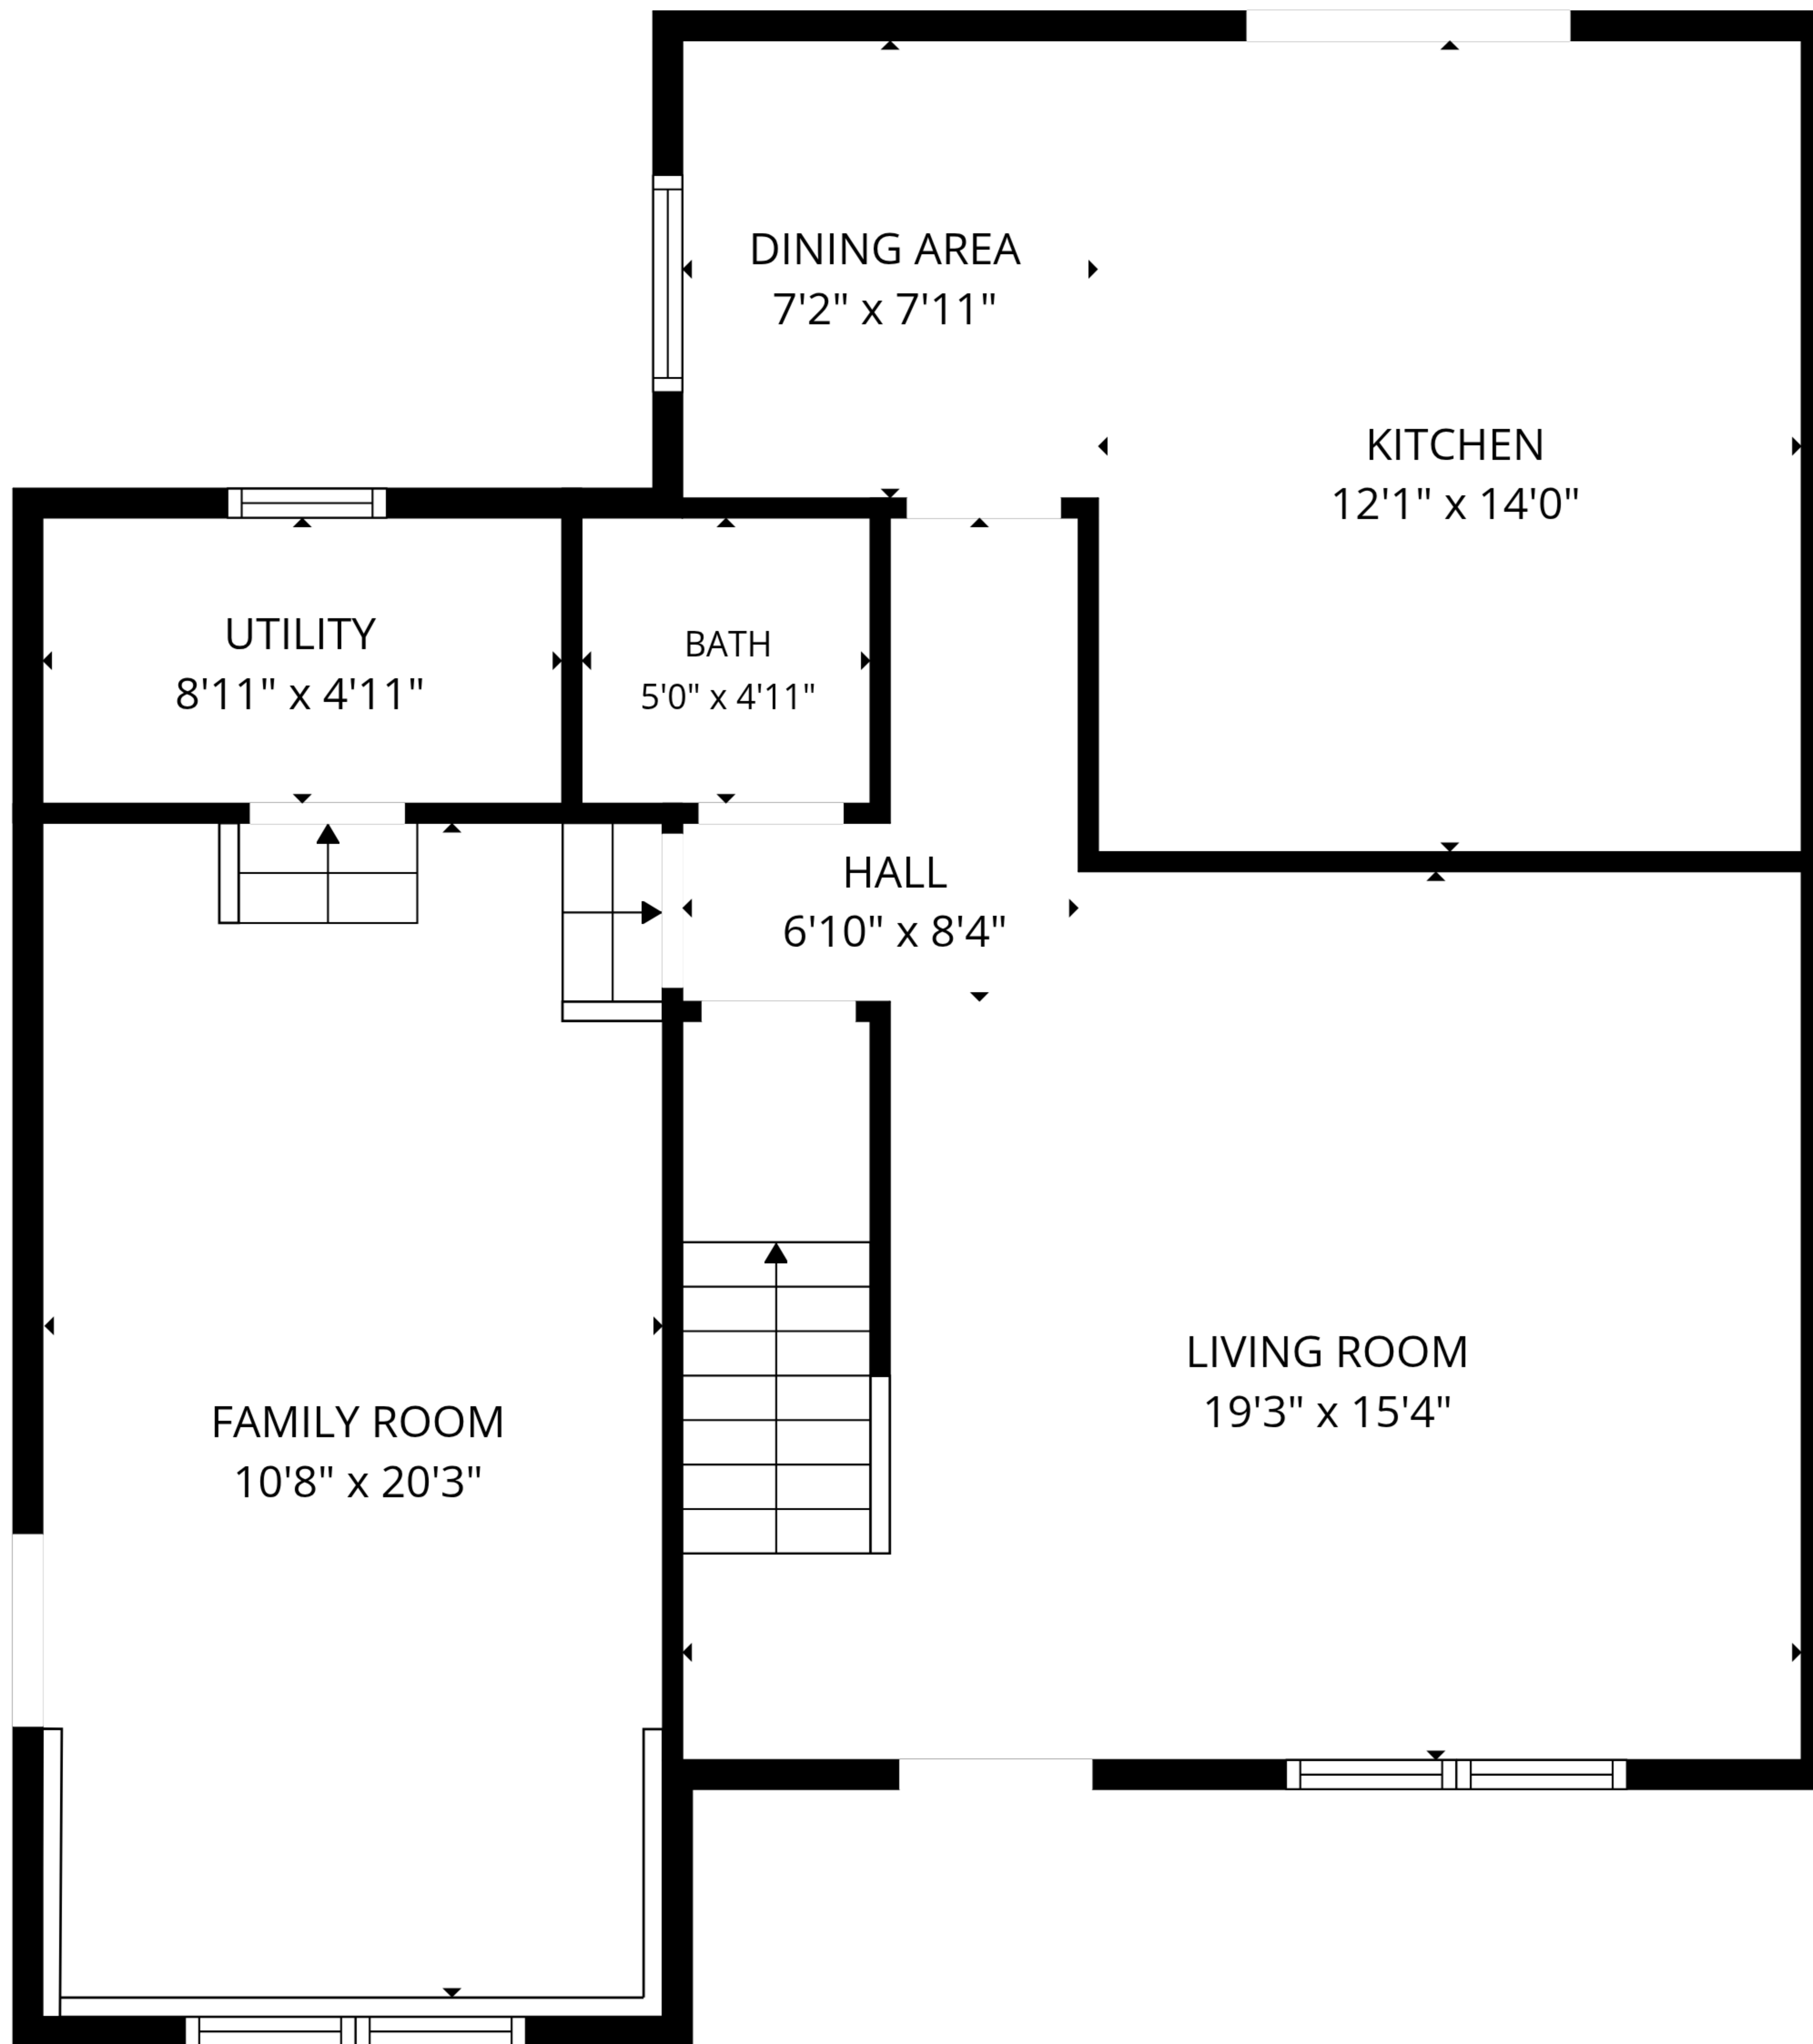 DINING AREA
7'2" x 7'11"
KITCHEN
12'1" x 14'0"
UTILITY
8'11" x 4'11"
BATH
5'0" x 4'11"
HALL
6'10" x 8'4"
LIVING ROOM
19'3" x 15'4"
FAMILY ROOM
10'8" x 20'3"